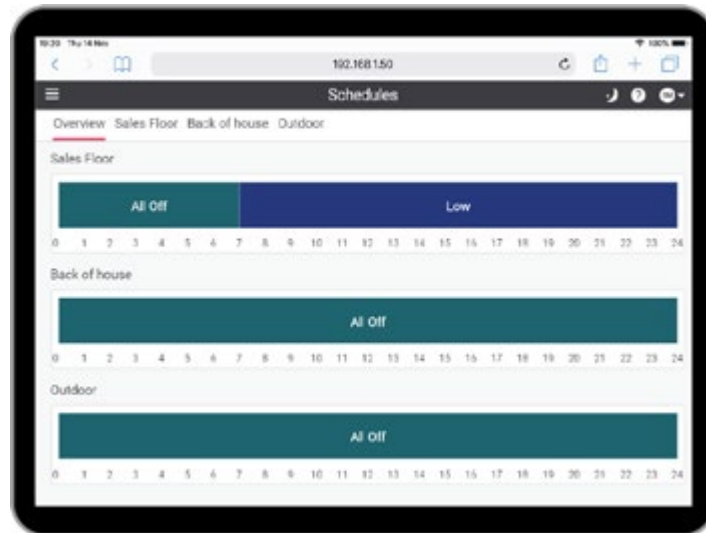 19:20 Thu 14 Nov 100%
192.168.1.50
Schedules
Overview Sales Floor Back of house Outdoor
Sales Floor
All Off Low
0 1 2 3 4 5 6 7 8 9 10 11 12 13 14 15 16 17 18 19 20 21 22 23 24
Back of house
All Off
0 1 2 3 4 5 6 7 8 9 10 11 12 13 14 15 16 17 18 19 20 21 22 23 24
Outdoor
All Off
0 1 2 3 4 5 6 7 8 9 10 11 12 13 14 15 16 17 18 19 20 21 22 23 24